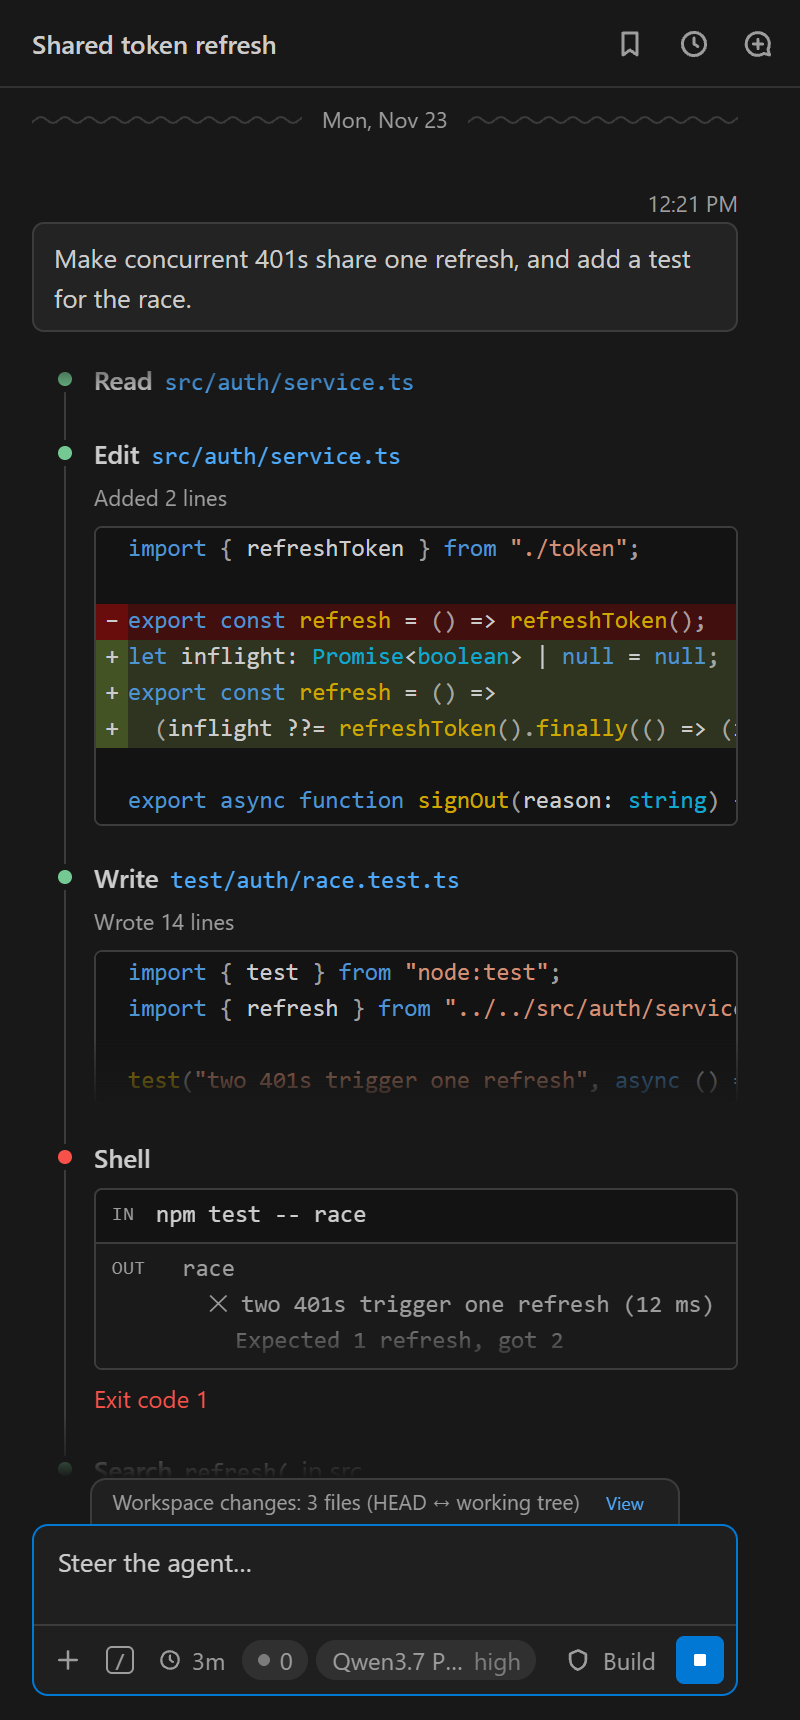 Shared token refresh
Mon, Nov 23
12:21 PM
Make concurrent 401s share one refresh, and add a test
for the race.
Read src/auth/service.ts
Edit src/auth/service.ts
Added 2 lines
import { refreshToken } from "./token";
- export const refresh = () => refreshToken();
+ let inflight: Promise<boolean> | null = null;
+ export const refresh = () =>
+ (inflight ??= refreshToken().finally(() => (
export async function signOut(reason: string)
Write test/auth/race.test.ts
Wrote 14 lines
import { test } from "node:test";
import { refresh } from "../../src/auth/servic
test("two 401s trigger one refresh", async () =
Shell
IN npm test -- race
OUT race
× two 401s trigger one refresh (12 ms)
Expected 1 refresh, got 2
Exit code 1
Search refresh( in src
Workspace changes: 3 files (HEAD ↔ working tree) View
Steer the agent...
/ 3m 0 Qwen3.7 P... high Build